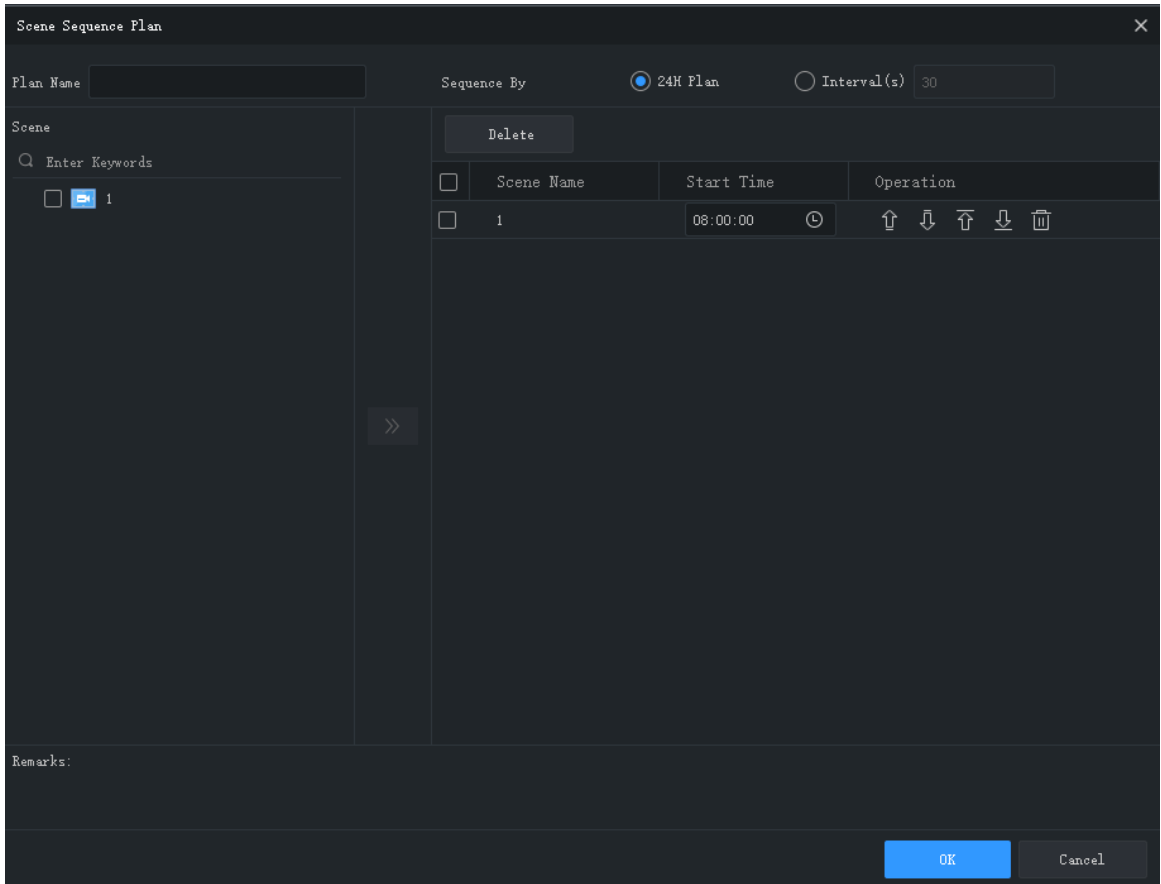 Scene Sequence Plan
Plan Name
Sequence By 24H Plan Interval(s) 30
Scene
Delete
Enter Keywords
Scene Name Start Time Operation
1
1 08:00:00
Remarks:
OK Cancel